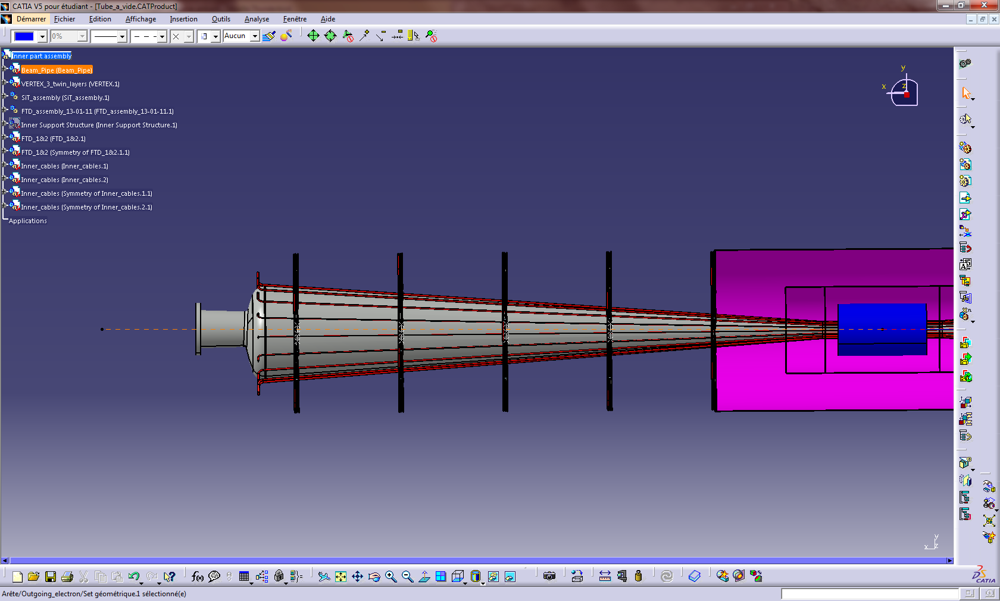 CATIA V5 pour étudiant - [Tube_a_vide.CATProduct]
Démarrer Fichier Edition Affichage Insertion Outils Analyse Fenêtre Aide
0% Aucun
Inner part assembly
Beam_Pipe (Beam_Pipe)
VERTEX_3_twin_layers (VERTEX.1)
SiT_assembly (SiT_assembly.1)
FTD_assembly_13-01-11 (FTD_assembly_13-01-11.1)
Inner Support Structure (Inner Support Structure.1)
FTD_1&2 (FTD_1&2.1)
FTD_1&2 (Symmetry of FTD_1&2.1.1)
Inner_cables (Inner_cables.1)
Inner_cables (Inner_cables.2)
Inner_cables (Symmetry of Inner_cables.1.1)
Inner_cables (Symmetry of Inner_cables.2.1)
Applications
y
x z
y
x z
f(x)
CATIA
Arête/Outgoing_electron/Set géométrique.1 sélectionné(e)